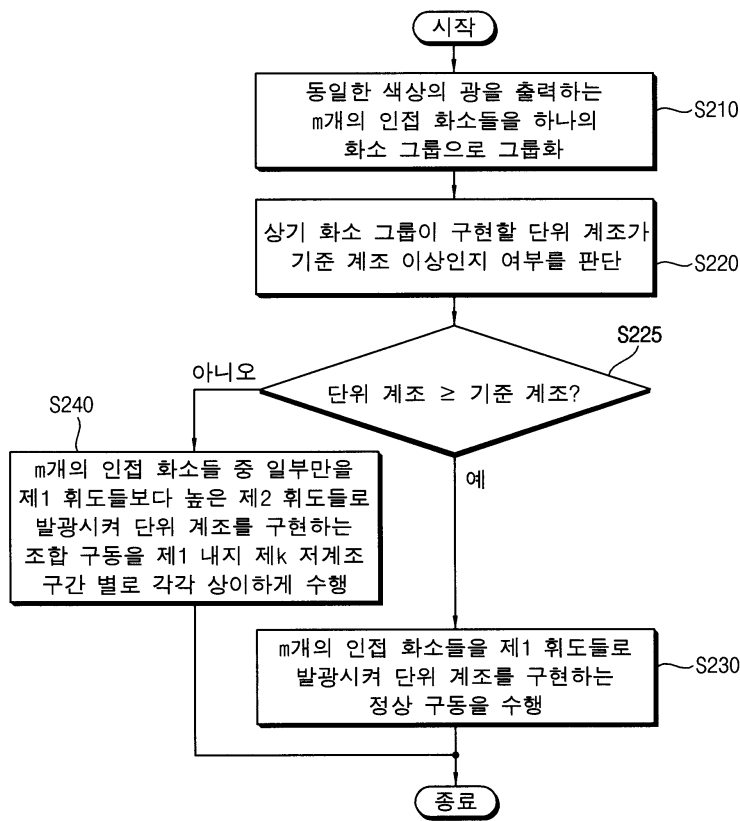 시작
동일한 색상의 광을 출력하는
m개의 인접 화소들을 하나의
화소 그룹으로 그룹화
S210
상기 화소 그룹이 구현할 단위 계조가
기준 계조 이상인지 여부를 판단
S220
S225
단위 계조 ≥ 기준 계조?
아니오
예
S240
m개의 인접 화소들 중 일부만을
제1 휘도들보다 높은 제2 휘도들로
발광시켜 단위 계조를 구현하는
조합 구동을 제1 내지 제k 저계조
구간 별로 각각 상이하게 수행
m개의 인접 화소들을 제1 휘도들로
발광시켜 단위 계조를 구현하는
정상 구동을 수행
S230
종료